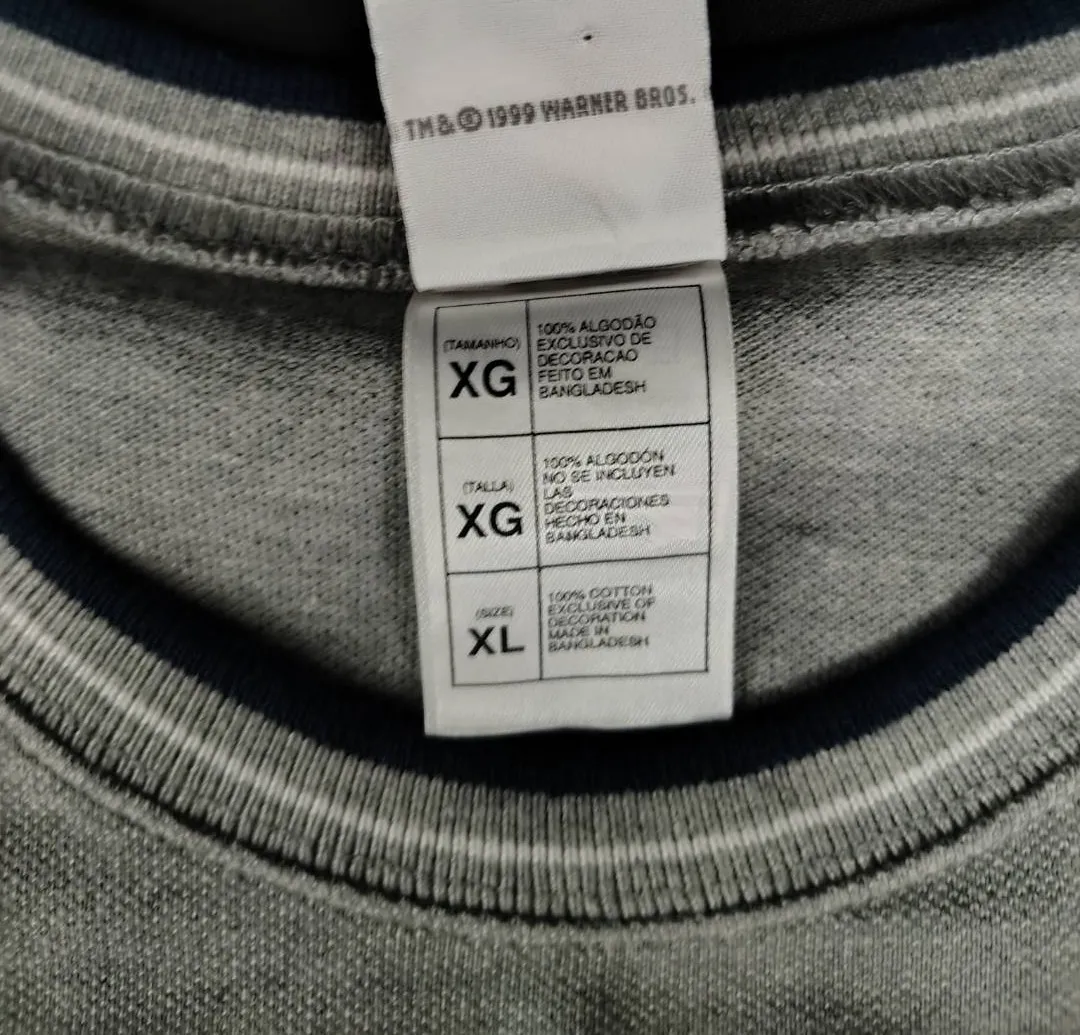 TM&©1999 WARNER BROS.
(TAMANHO)
XG
100% ALGODÃO
EXCLUSIVO DE
DECORACAO
FEITO EM
BANGLADESH
(TALLA)
XG
100% ALGODÓN
NO SE INCLUYEN
LAS
DECORACIONES
HECHO EN
BANGLADESH
(SIZE)
XL
100% COTTON
EXCLUSIVE OF
DECORATION
MADE IN
BANGLADESH